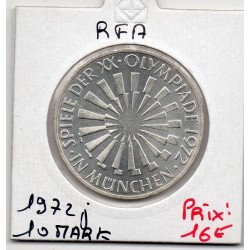 RFA
SPIELE DER XX. OLYMPIADE 1972 IN MÜNCHEN
1972 j
10 MARK
PRIX:
16€